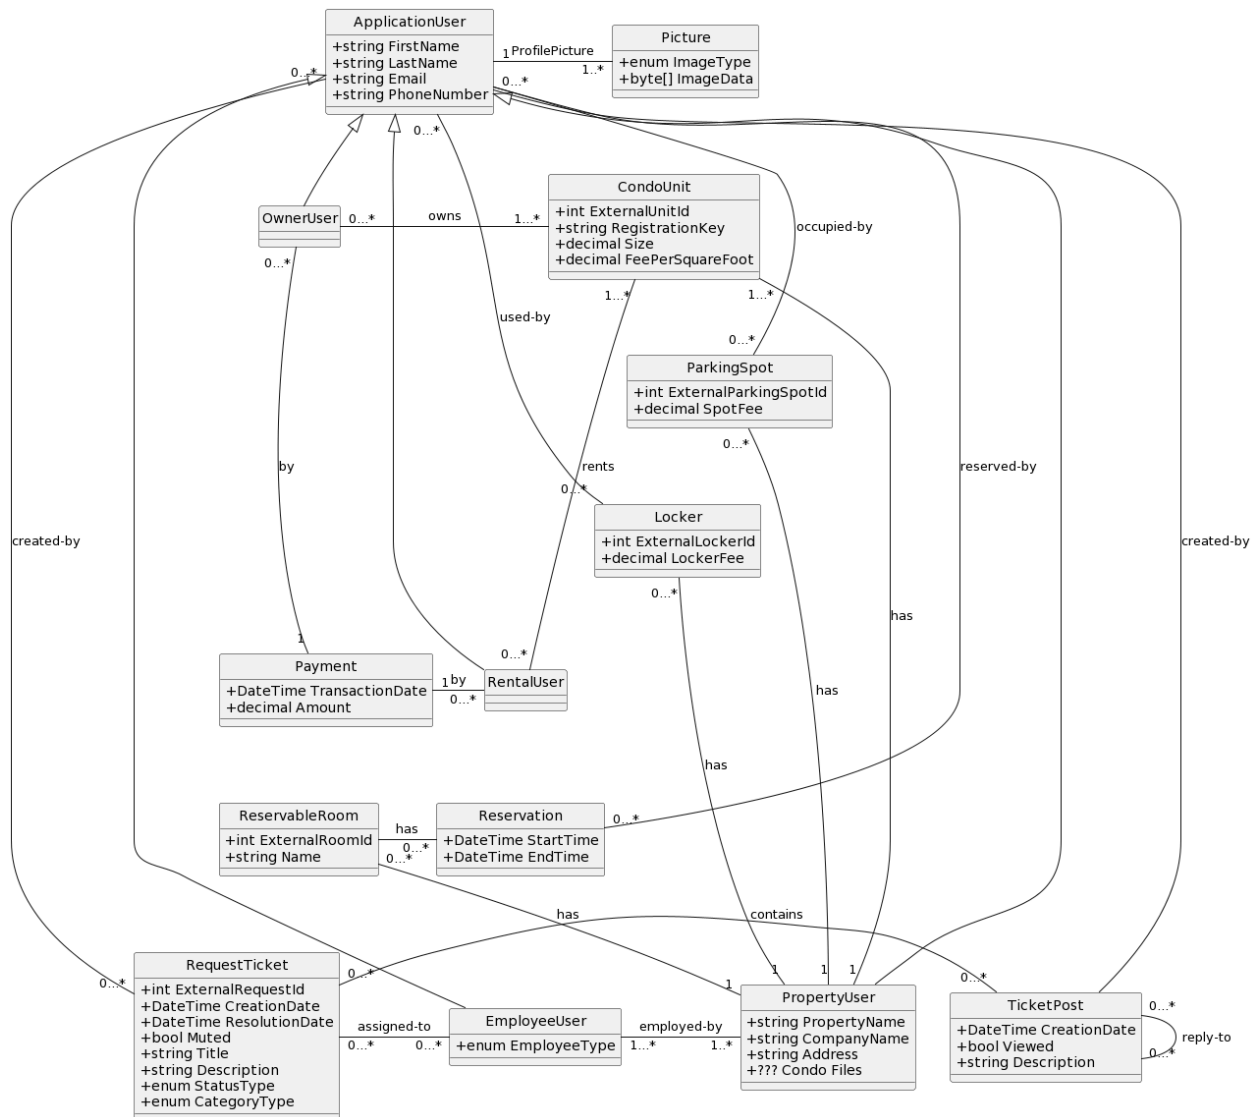 ApplicationUser
+string FirstName
+string LastName
+string Email
+string PhoneNumber
1 ProfilePicture
1..*
Picture
+enum ImageType
+byte[] ImageData
0...*
0...*
0...*
OwnerUser
0...*
owns
1...*
0...*
CondoUnit
+int ExternalUnitId
+string RegistrationKey
+decimal Size
+decimal FeePerSquareFoot
1...*
1...*
occupied-by
used-by
0...*
ParkingSpot
+int ExternalParkingSpotId
+decimal SpotFee
0...*
by
rents
reserved-by
0...*
Locker
+int ExternalLockerId
+decimal LockerFee
0...*
created-by
created-by
has
1
0...*
Payment
+DateTime TransactionDate
+decimal Amount
1 by
0...*
RentalUser
has
has
ReservableRoom
+int ExternalRoomId
+string Name
has
0...*
0...*
Reservation
+DateTime StartTime
+DateTime EndTime
0...*
has
contains
0...*
RequestTicket
+int ExternalRequestId
+DateTime CreationDate
+DateTime ResolutionDate
+bool Muted
+string Title
+string Description
+enum StatusType
+enum CategoryType
0...*
assigned-to
0...*
0...*
EmployeeUser
+enum EmployeeType
employed-by
1...*
1..*
1
1
1
1
PropertyUser
+string PropertyName
+string CompanyName
+string Address
+??? Condo Files
0...*
TicketPost
+DateTime CreationDate
+bool Viewed
+string Description
0...*
reply-to
0...*